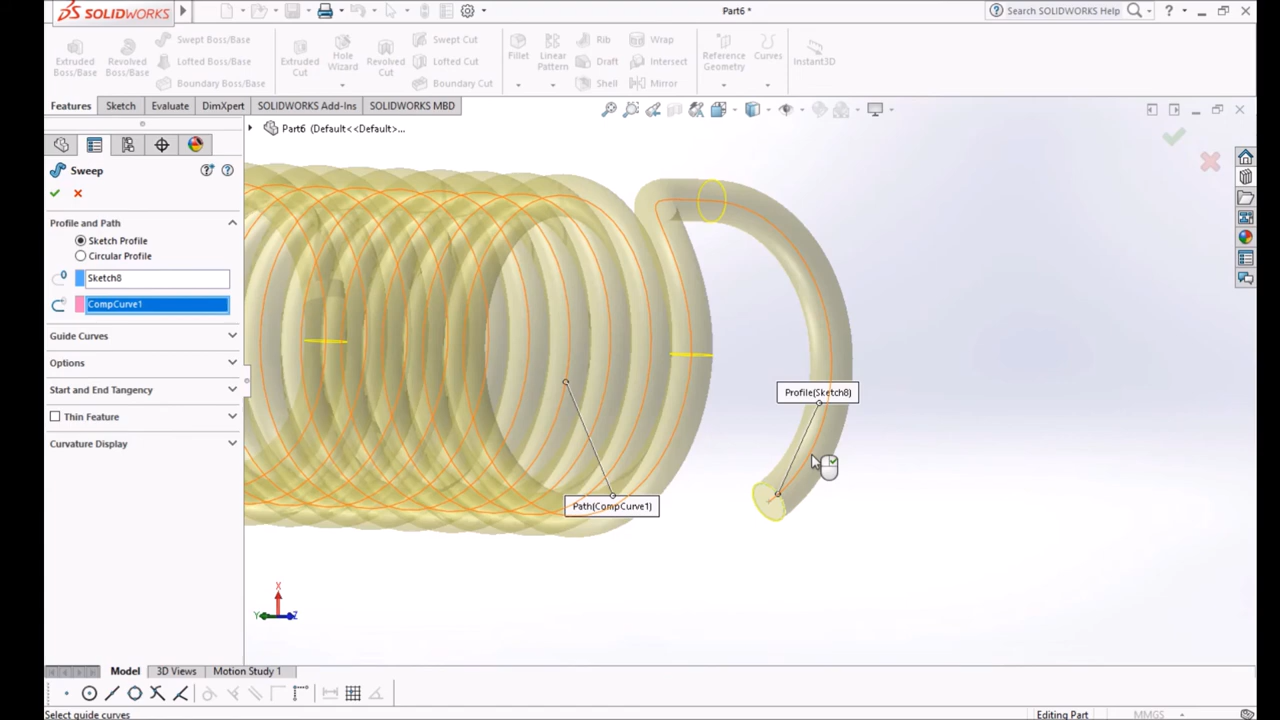 SOLIDWORKS
Part6 *
Search SOLIDWORKS Help
Extruded Boss/Base
Revolved Boss/Base
Swept Boss/Base
Lofted Boss/Base
Boundary Boss/Base
Extruded Cut
Hole Wizard
Revolved Cut
Swept Cut
Lofted Cut
Boundary Cut
Fillet
Linear Pattern
Rib
Draft
Shell
Wrap
Intersect
Mirror
Reference Geometry
Curves
Instant3D
Features
Sketch
Evaluate
DimXpert
SOLIDWORKS Add-Ins
SOLIDWORKS MBD
Part6 (Default<<Default>...
Sweep
Profile and Path
Sketch Profile
Circular Profile
Sketch8
CompCurve1
Guide Curves
Options
Start and End Tangency
Thin Feature
Curvature Display
Profile(Sketch8)
Path(CompCurve1)
X
Y
Z
Model
3D Views
Motion Study 1
Select guide curves
Editing Part
MMGS